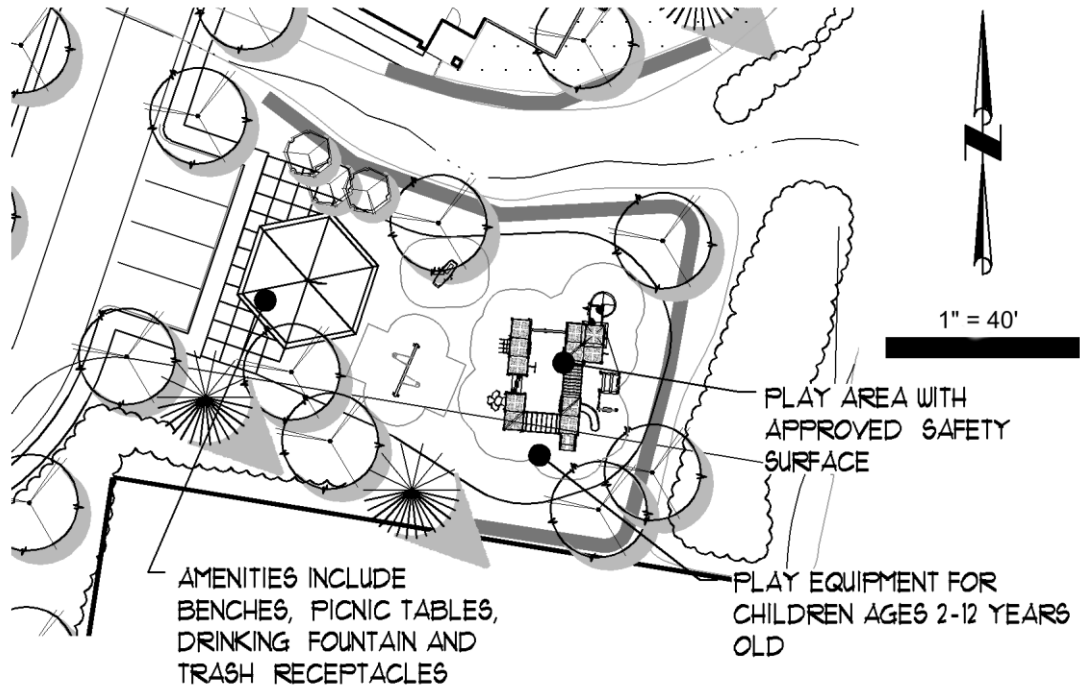 N
1" = 40'
PLAY AREA WITH
APPROVED SAFETY
SURFACE
AMENITIES INCLUDE
BENCHES, PICNIC TABLES,
DRINKING FOUNTAIN AND
TRASH RECEPTACLES
PLAY EQUIPMENT FOR
CHILDREN AGES 2-12 YEARS
OLD